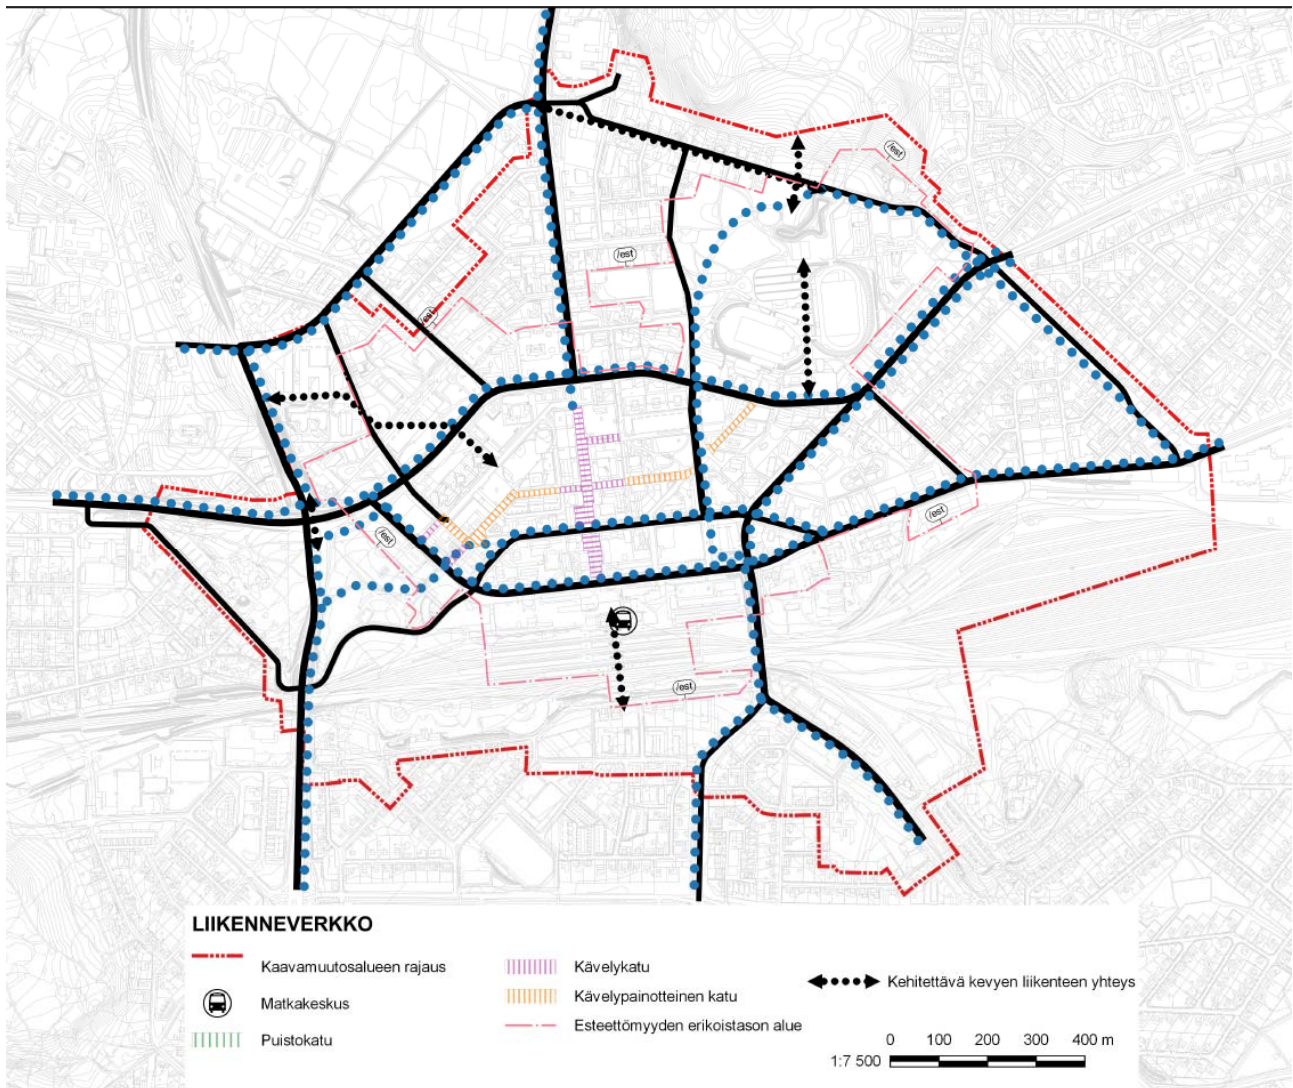 /est
/est
/est
/est
/est
/est
LIIKENNEVERKKO
Kaavamuutosalueen rajaus
Matkakeskus
Puistokatu
Kävelykatu
Kävelypainotteinen katu
Esteettömyyden erikoistason alue
Kehitettävä kevyen liikenteen yhteys
0 100 200 300 400 m
1:7 500